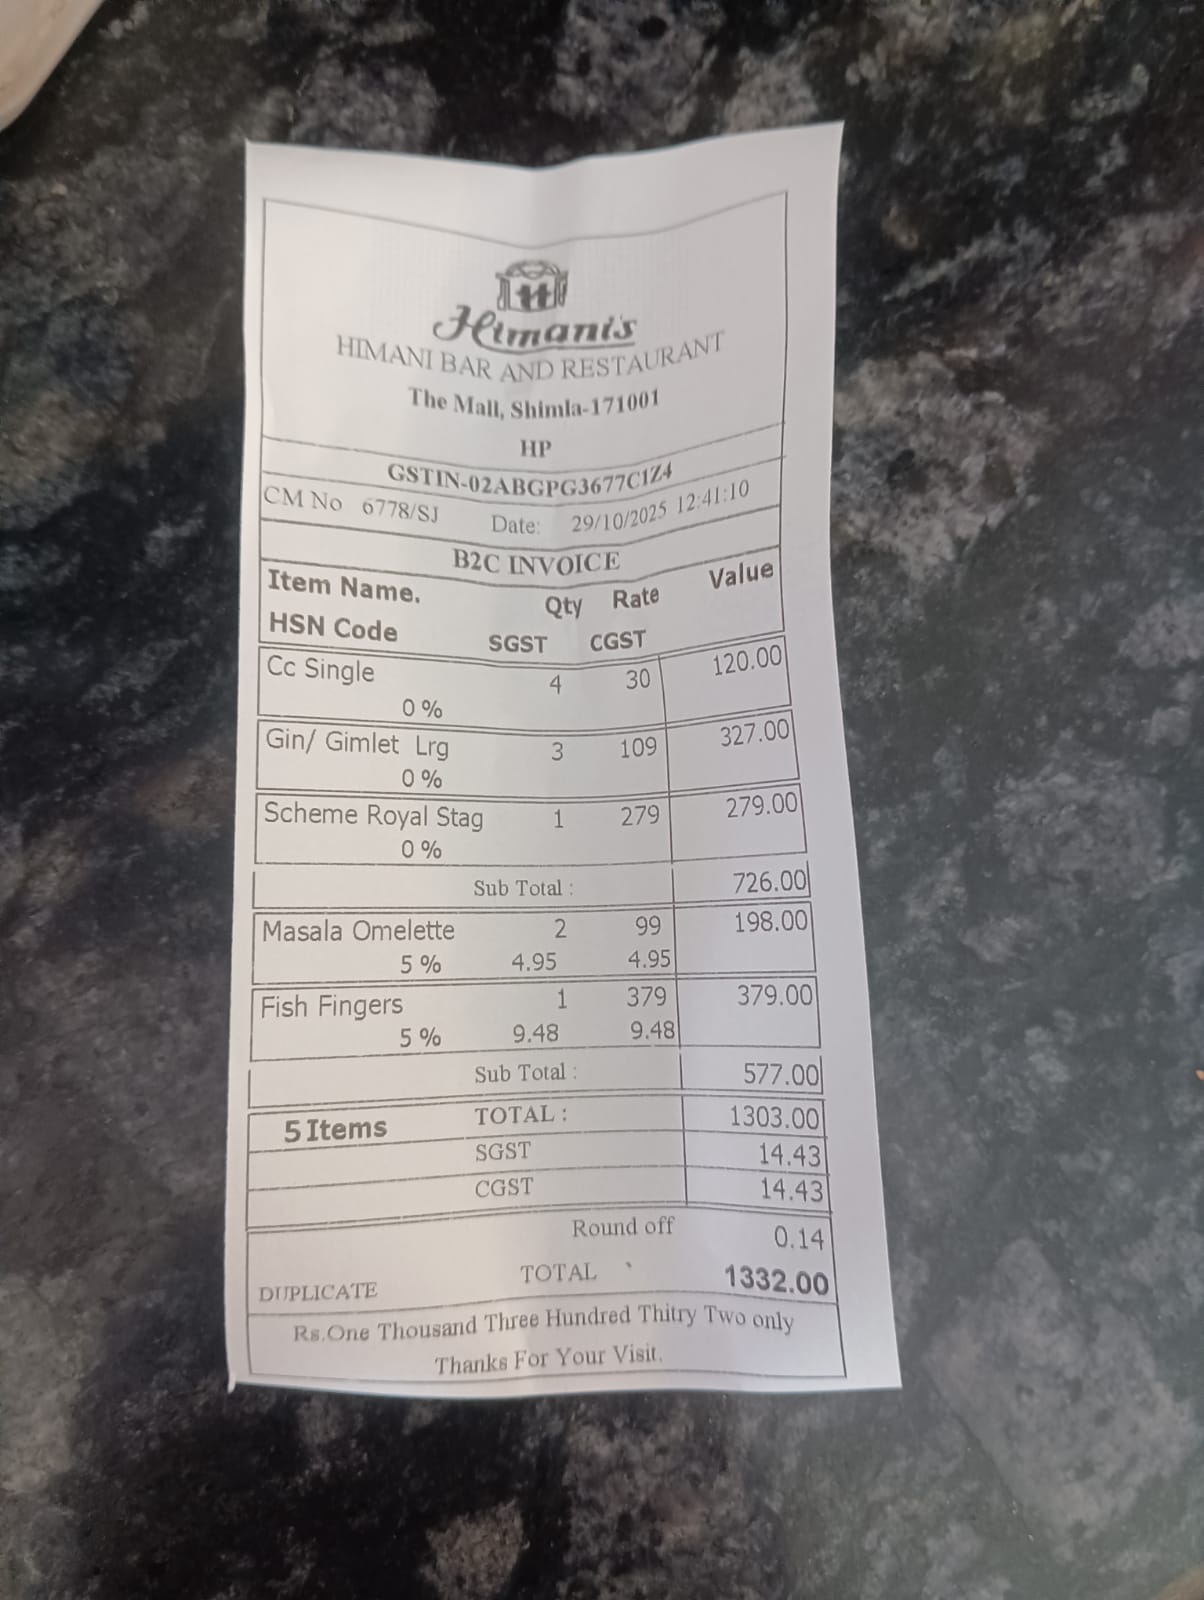 Himani's
HIMANI BAR AND RESTAURANT
The Mall, Shimla-171001
HP
GSTIN-02ABGPG3677C1Z4
CM No 6778/SJ Date: 29/10/2025 12:41:10
B2C INVOICE
Item Name. Qty Rate Value
HSN Code SGST CGST
Cc Single 4 30 120.00
0 %
Gin/ Gimlet Lrg 3 109 327.00
0 %
Scheme Royal Stag 1 279 279.00
0 %
Sub Total : 726.00
Masala Omelette 2 99 198.00
5 % 4.95 4.95
Fish Fingers 1 379 379.00
5 % 9.48 9.48
Sub Total : 577.00
5 Items TOTAL : 1303.00
SGST 14.43
CGST 14.43
Round off 0.14
DUPLICATE TOTAL 1332.00
Rs.One Thousand Three Hundred Thitry Two only
Thanks For Your Visit.